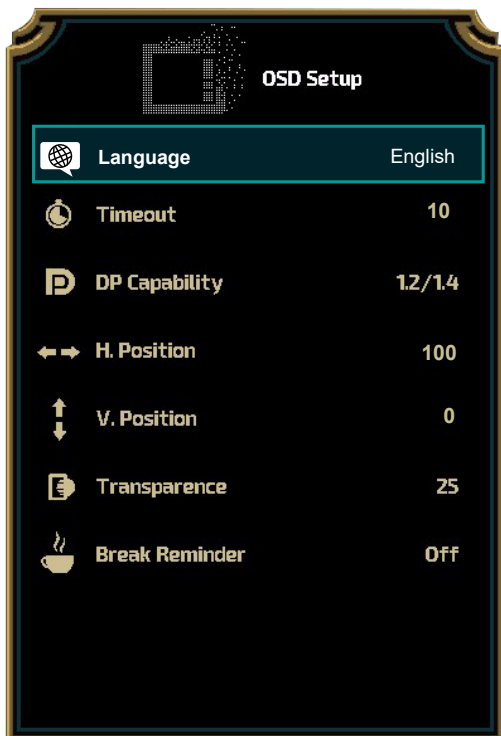 OSD Setup
Language English
Timeout 10
DP Capability 1.2/1.4
H. Position 100
V. Position 0
Transparence 25
Break Reminder Off